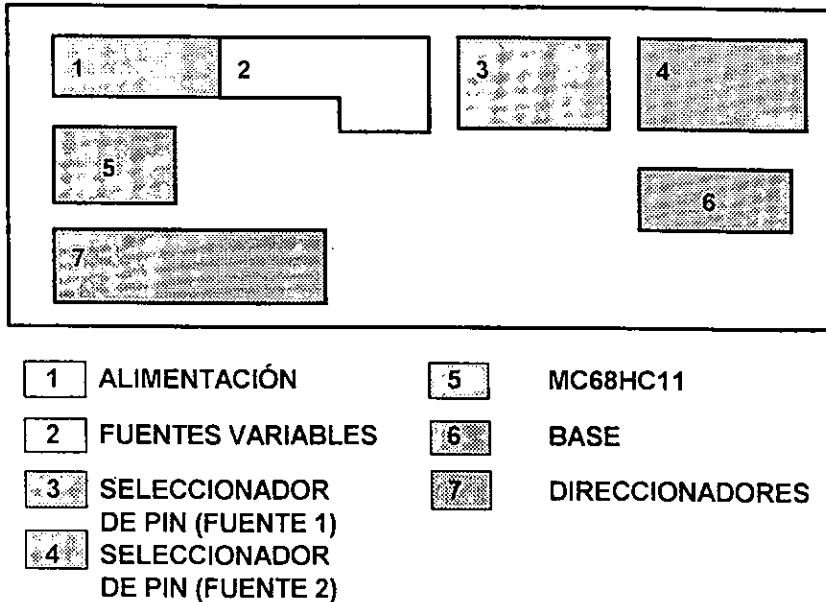 1 2 3 4
5 6
7
1 ALIMENTACIÓN
2 FUENTES VARIABLES
3 SELECCIONADOR
DE PIN (FUENTE 1)
4 SELECCIONADOR
DE PIN (FUENTE 2)
5 MC68HC11
6 BASE
7 DIRECCIONADORES